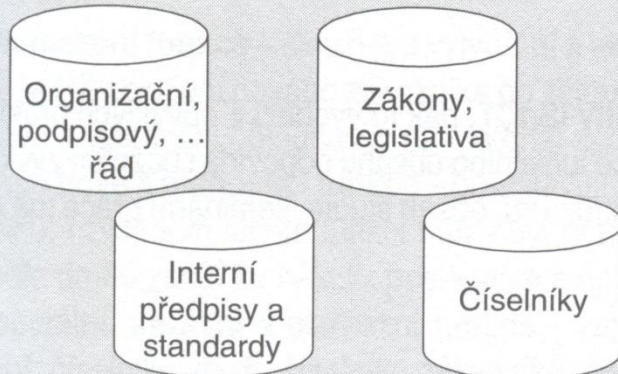 Organizační,
podpisový, ...
řád
Zákony,
legislativa
Interní
předpisy a
standardy
Číselníky